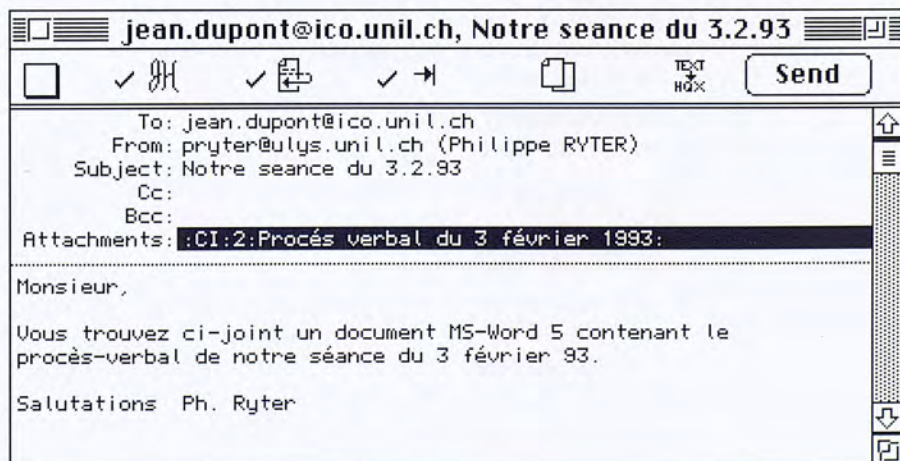 jean.dupont@ico.unil.ch, Notre seance du 3.2.93
TEXT
HQX
Send
To: jean.dupont@ico.unil.ch
From: pryter@ulys.unil.ch (Philippe RYTER)
Subject: Notre seance du 3.2.93
Cc:
Bcc:
Attachments: :CI:2:Procés verbal du 3 février 1993:
Monsieur,
Vous trouvez ci-joint un document MS-Word 5 contenant le
procès-verbal de notre séance du 3 février 93.
Salutations Ph. Ryter